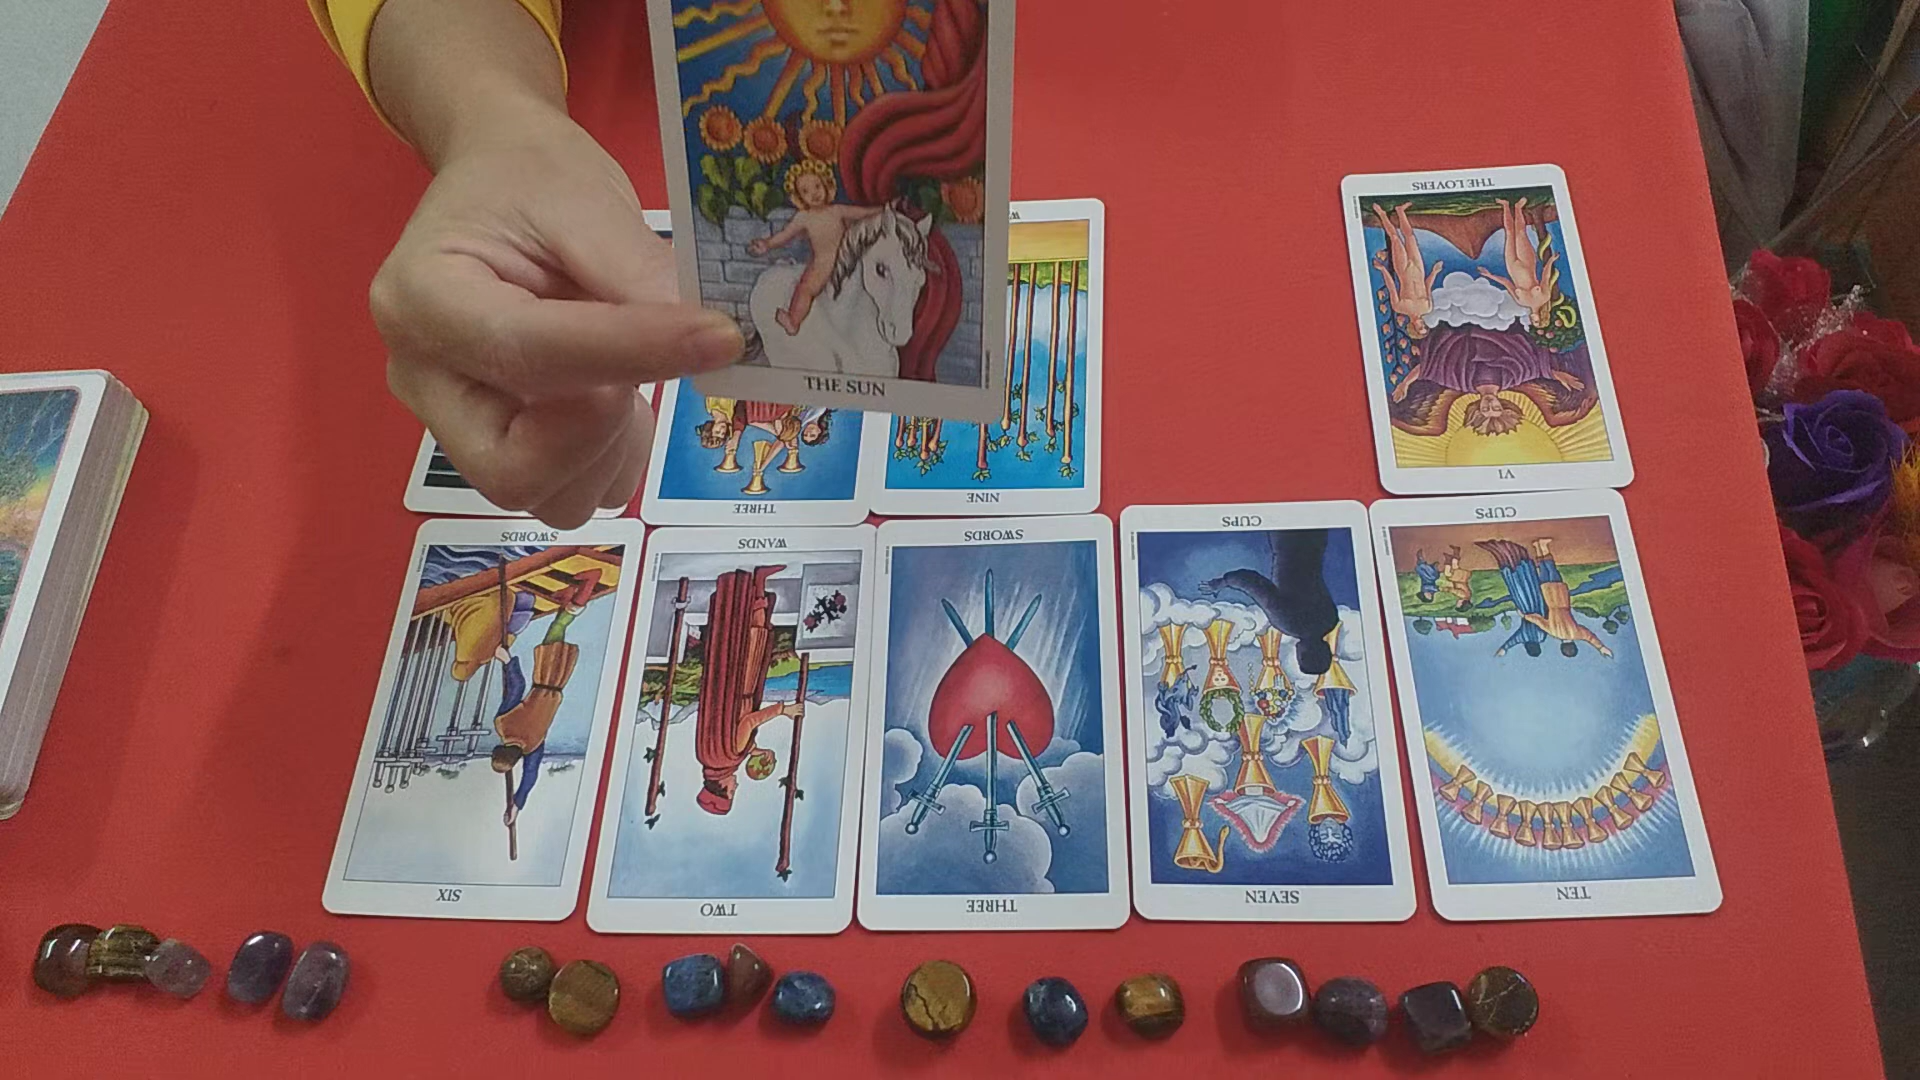 THE SUN
THE LOVERS
VI
W
THREE
NINE
SWORDS
WANDS
SWORDS
CUPS
CUPS
SIX
TWO
THREE
SEVEN
TEN